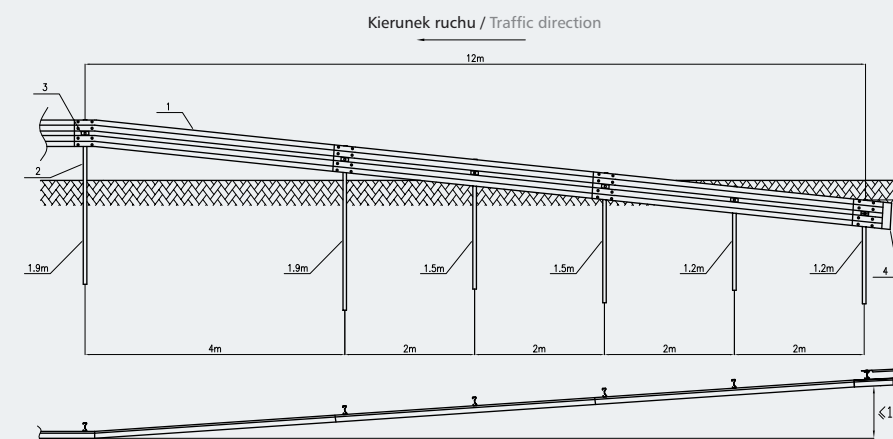 Kierunek ruchu / Traffic direction
12m
3
1
2
1.9m
1.9m
1.5m
1.5m
1.2m
1.2m
4
4m
2m
2m
2m
2m
⩽1